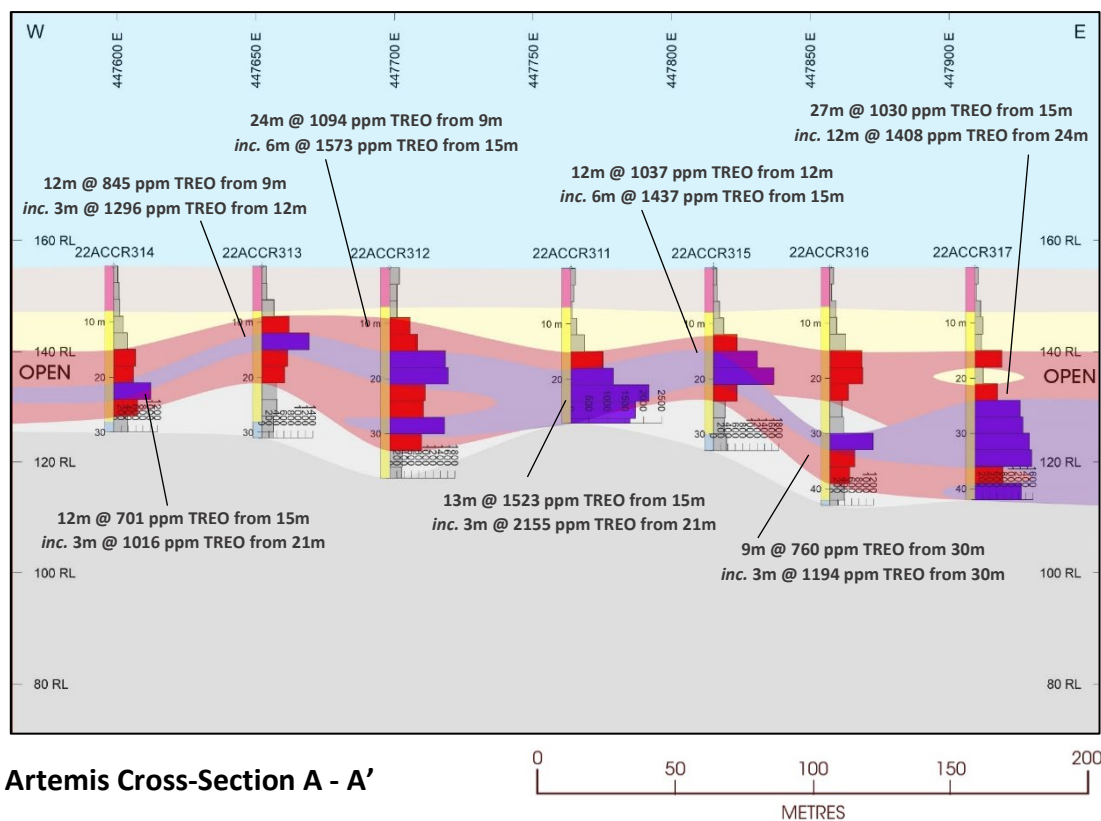 W
E
447600 E
447650 E
447700 E
447750 E
447800 E
447850 E
447900 E
27m @ 1030 ppm TREO from 15m
inc. 12m @ 1408 ppm TREO from 24m
24m @ 1094 ppm TREO from 9m
inc. 6m @ 1573 ppm TREO from 15m
12m @ 1037 ppm TREO from 12m
inc. 6m @ 1437 ppm TREO from 15m
12m @ 845 ppm TREO from 9m
inc. 3m @ 1296 ppm TREO from 12m
160 RL
160 RL
22ACCR314
22ACCR313
22ACCR312
22ACCR311
22ACCR315
22ACCR316
22ACCR317
10 m
10 m
10 m
10 m
10 m
10 m
10 m
140 RL
140 RL
OPEN
OPEN
20
20
20
20
20
20
20
30
30
30
30
30
30
40
40
500
1000
1500
2000
2500
120 RL
120 RL
12m @ 701 ppm TREO from 15m
inc. 3m @ 1016 ppm TREO from 21m
13m @ 1523 ppm TREO from 15m
inc. 3m @ 2155 ppm TREO from 21m
9m @ 760 ppm TREO from 30m
inc. 3m @ 1194 ppm TREO from 30m
100 RL
100 RL
80 RL
80 RL
Artemis Cross-Section A - A’
0
50
100
150
200
METRES